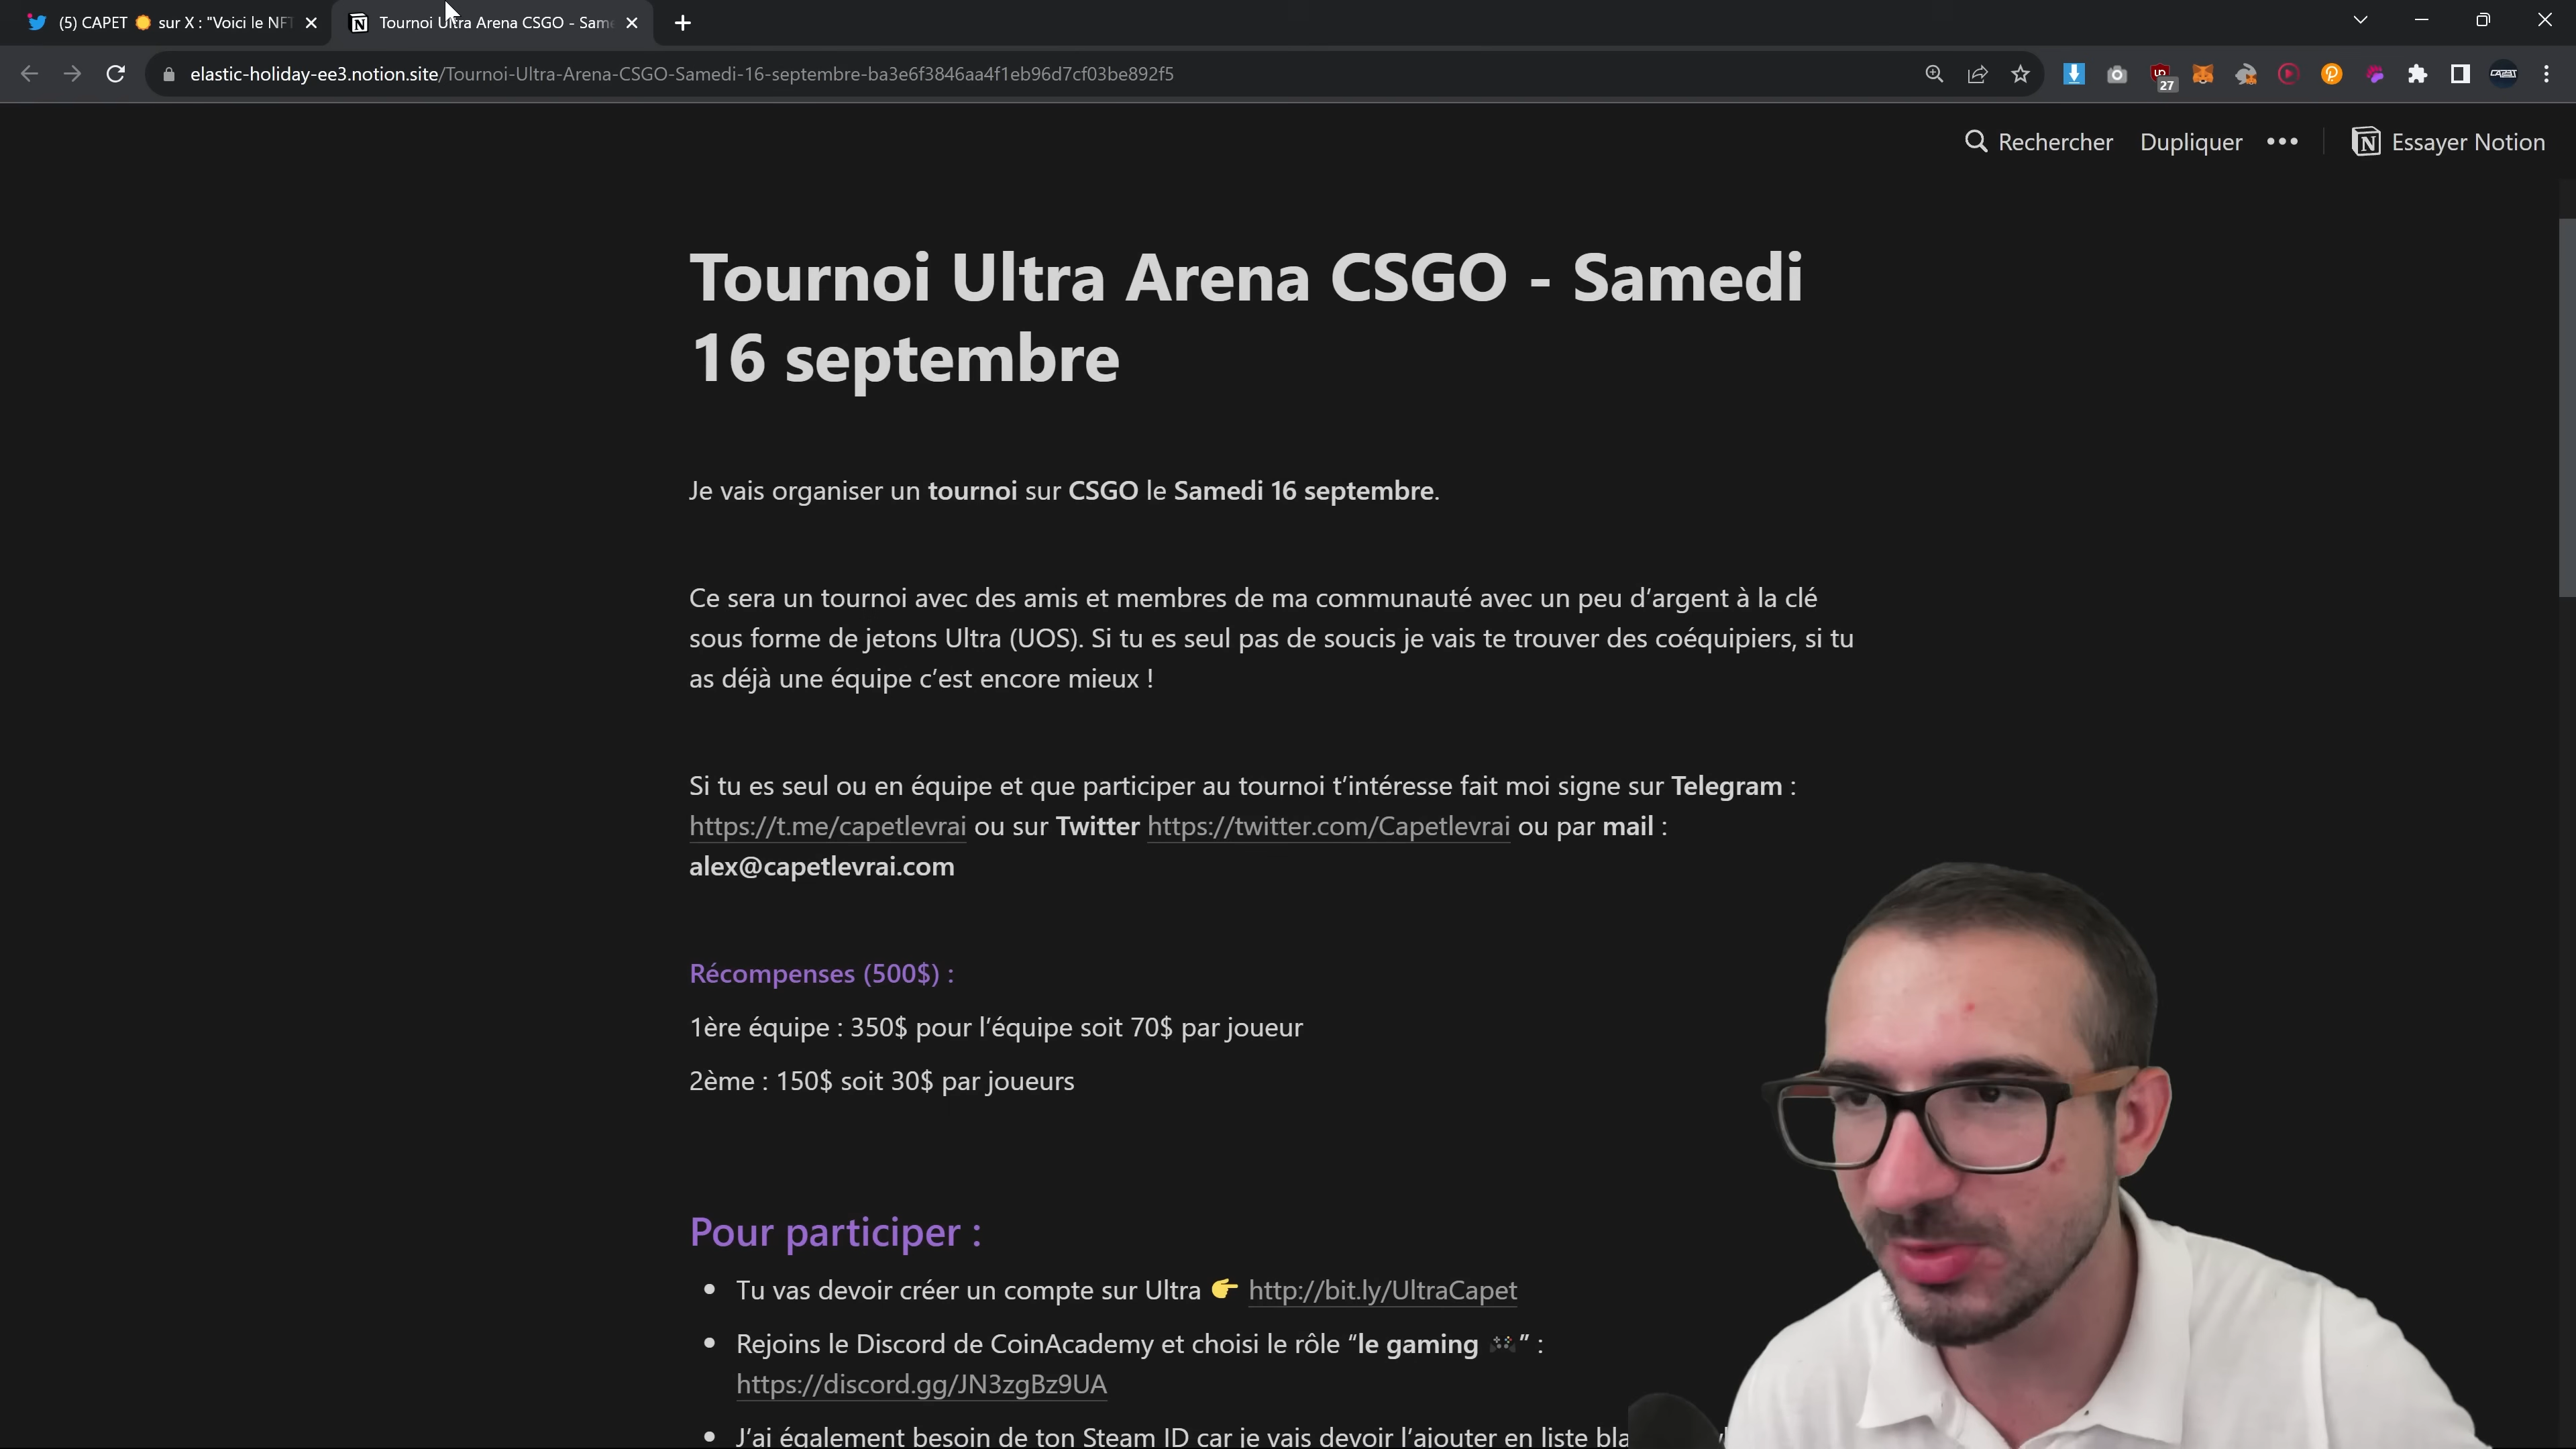 (5) CAPET sur X : "Voici le NFT
Tournoi Ultra Arena CSGO - Same
elastic-holiday-ee3.notion.site/Tournoi-Ultra-Arena-CSGO-Samedi-16-septembre-ba3e6f3846aa4f1eb96d7cf03be892f5
27
CAPET
Rechercher Dupliquer ••• Essayer Notion
Tournoi Ultra Arena CSGO - Samedi
16 septembre
Je vais organiser un tournoi sur CSGO le Samedi 16 septembre.
Ce sera un tournoi avec des amis et membres de ma communauté avec un peu d’argent à la clé
sous forme de jetons Ultra (UOS). Si tu es seul pas de soucis je vais te trouver des coéquipiers, si tu
as déjà une équipe c’est encore mieux !
Si tu es seul ou en équipe et que participer au tournoi t’intéresse fait moi signe sur Telegram :
https://t.me/capetlevrai ou sur Twitter https://twitter.com/Capetlevrai ou par mail :
alex@capetlevrai.com
Récompenses (500$) :
1ère équipe : 350$ pour l’équipe soit 70$ par joueur
2ème : 150$ soit 30$ par joueurs
Pour participer :
• Tu vas devoir créer un compte sur Ultra 👉 http://bit.ly/UltraCapet
• Rejoins le Discord de CoinAcademy et choisi le rôle “le gaming 🎮” :
https://discord.gg/JN3zgBz9UA
• J’ai également besoin de ton Steam ID car je vais devoir l’ajouter en liste